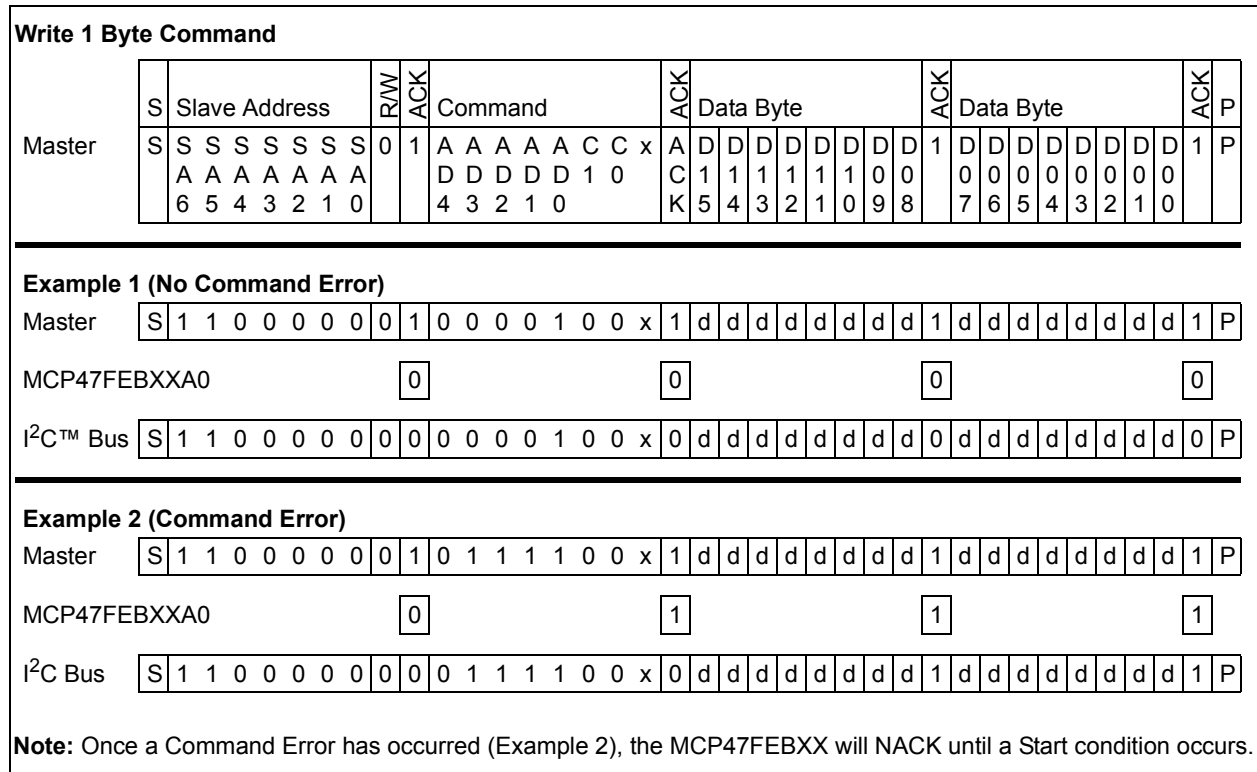 Write 1 Byte Command
S Slave Address R/W ACK Command ACK Data Byte ACK Data Byte ACK P
Master S S S S S S S S 0 1 A A A A A C C x A D D D D D D D D 1 D D D D D D D D 1 P
A A A A A A A D D D D D 1 0 C 1 1 1 1 1 1 0 0 0 0 0 0 0 0 0 0
6 5 4 3 2 1 0 4 3 2 1 0 K 5 4 3 2 1 0 9 8 7 6 5 4 3 2 1 0
Example 1 (No Command Error)
Master S 1 1 0 0 0 0 0 0 1 0 0 0 0 1 0 0 x 1 d d d d d d d d 1 d d d d d d d d 1 P
MCP47FEBXXA0 0 0 0 0
I²C™ Bus S 1 1 0 0 0 0 0 0 0 0 0 0 0 1 0 0 x 0 d d d d d d d d 0 d d d d d d d d 0 P
Example 2 (Command Error)
Master S 1 1 0 0 0 0 0 0 1 0 1 1 1 1 0 0 x 1 d d d d d d d d 1 d d d d d d d d 1 P
MCP47FEBXXA0 0 1 1 1
I²C Bus S 1 1 0 0 0 0 0 0 0 0 1 1 1 1 0 0 x 0 d d d d d d d d 1 d d d d d d d d 1 P
Note: Once a Command Error has occurred (Example 2), the MCP47FEBXX will NACK until a Start condition occurs.